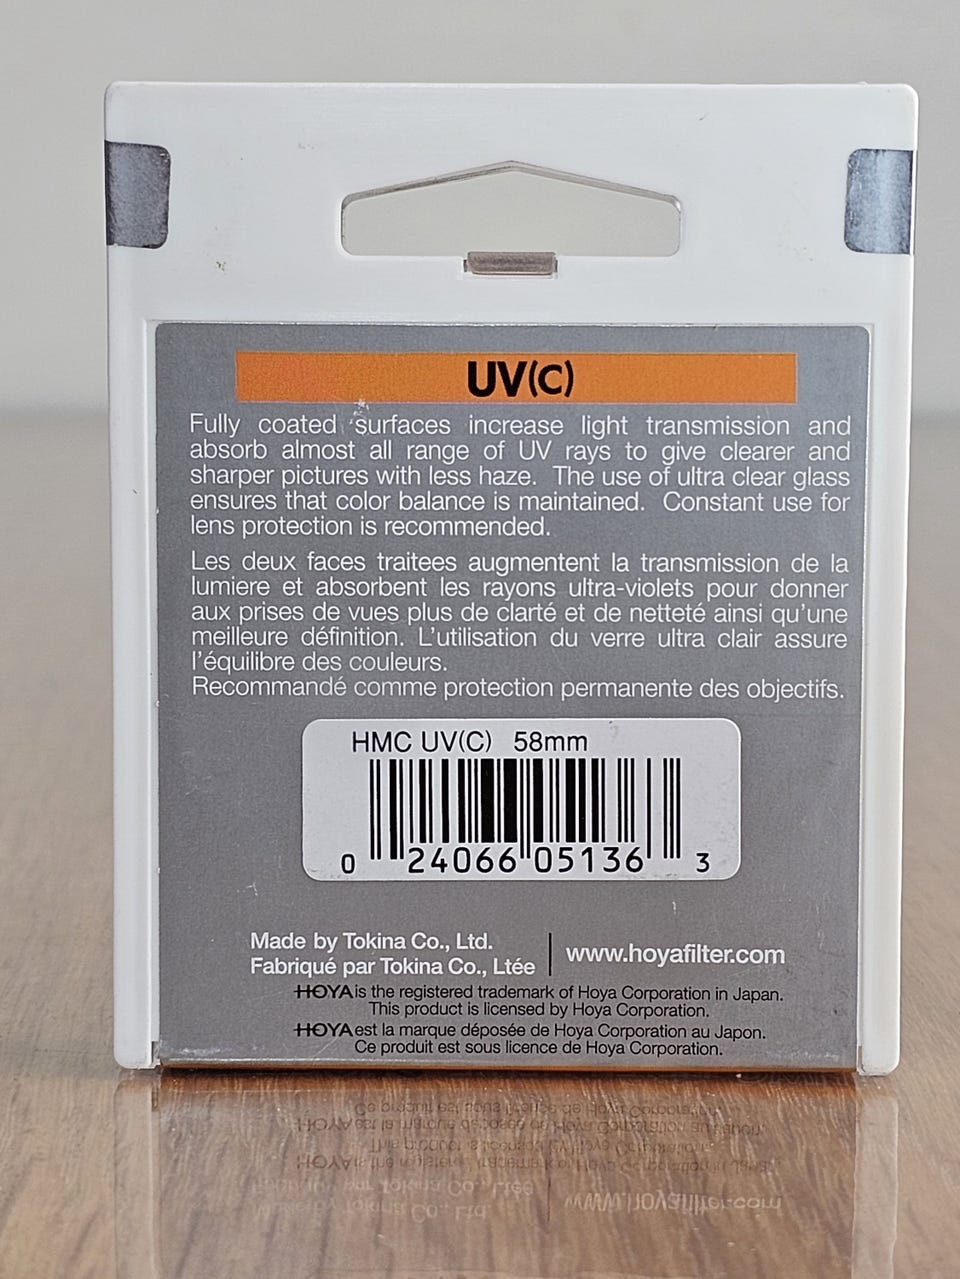 UV(C)
Fully coated surfaces increase light transmission and
absorb almost all range of UV rays to give clearer and
sharper pictures with less haze. The use of ultra clear glass
ensures that color balance is maintained. Constant use for
lens protection is recommended.
Les deux faces traitees augmentent la transmission de la
lumiere et absorbent les rayons ultra-violets pour donner
aux prises de vues plus de clarté et de netteté ainsi qu'une
meilleure définition. L'utilisation du verre ultra clair assure
l'équilibre des couleurs.
Recommandé comme protection permanente des objectifs.
HMC UV(C) 58mm
0 24066 05136 3
Made by Tokina Co., Ltd.
Fabriqué par Tokina Co., Ltée
www.hoyafilter.com
HOYA is the registered trademark of Hoya Corporation in Japan.
This product is licensed by Hoya Corporation.
HOYA est la marque déposée de Hoya Corporation au Japon.
Ce produit est sous licence de Hoya Corporation.